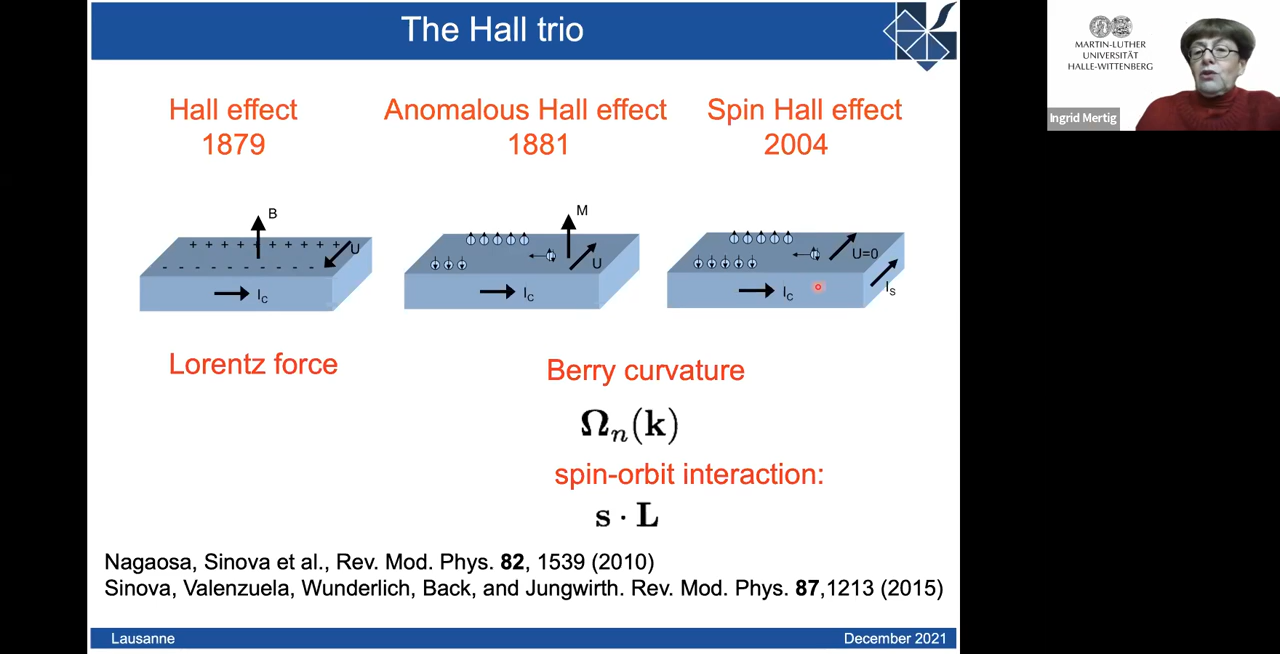 The Hall trio
Hall effect
1879
Anomalous Hall effect
1881
Spin Hall effect
2004
B
+ + + + + + + + + +
U
- - - - - - - - - -
I_C
M
U
I_C
U=0
I_C
I_S
Lorentz force
Berry curvature
Ω_n(k)
spin-orbit interaction:
s · L
Nagaosa, Sinova et al., Rev. Mod. Phys. 82, 1539 (2010)
Sinova, Valenzuela, Wunderlich, Back, and Jungwirth. Rev. Mod. Phys. 87,1213 (2015)
Lausanne
December 2021
MARTIN-LUTHER
UNIVERSITÄT
HALLE-WITTENBERG
Ingrid Mertig